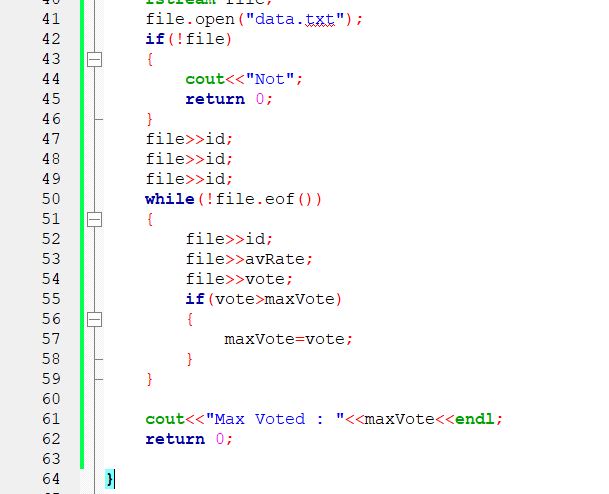 40 fstream file;
41 file.open("data.txt");
42 if(!file)
43 {
44 cout<<"Not";
45 return 0;
46 }
47 file>>id;
48 file>>id;
49 file>>id;
50 while(!file.eof())
51 {
52 file>>id;
53 file>>avRate;
54 file>>vote;
55 if(vote>maxVote)
56 {
57 maxVote=vote;
58 }
59 }
60
61 cout<<"Max Voted : "<<maxVote<<endl;
62 return 0;
63
64 }